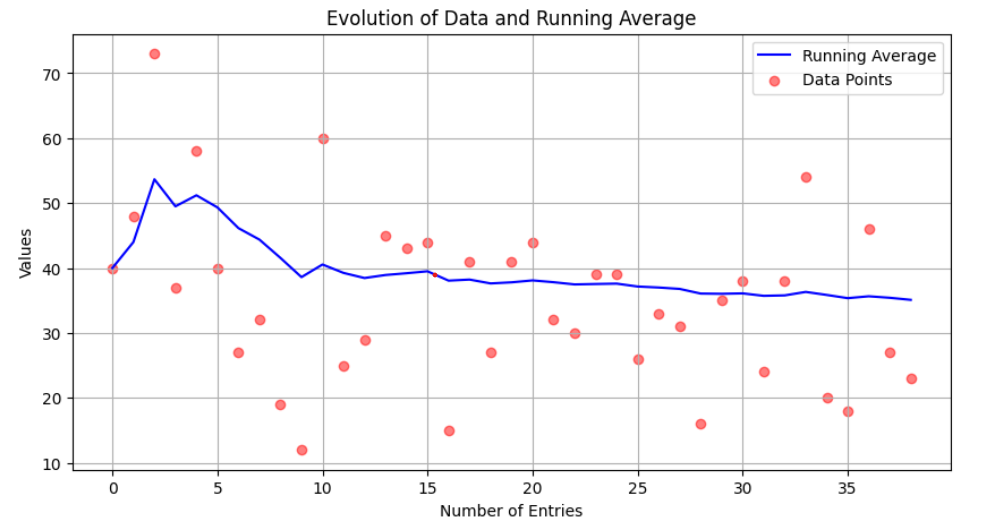 Evolution of Data and Running Average
Running Average
Data Points
Values
70
60
50
40
30
20
10
0 5 10 15 20 25 30 35
Number of Entries